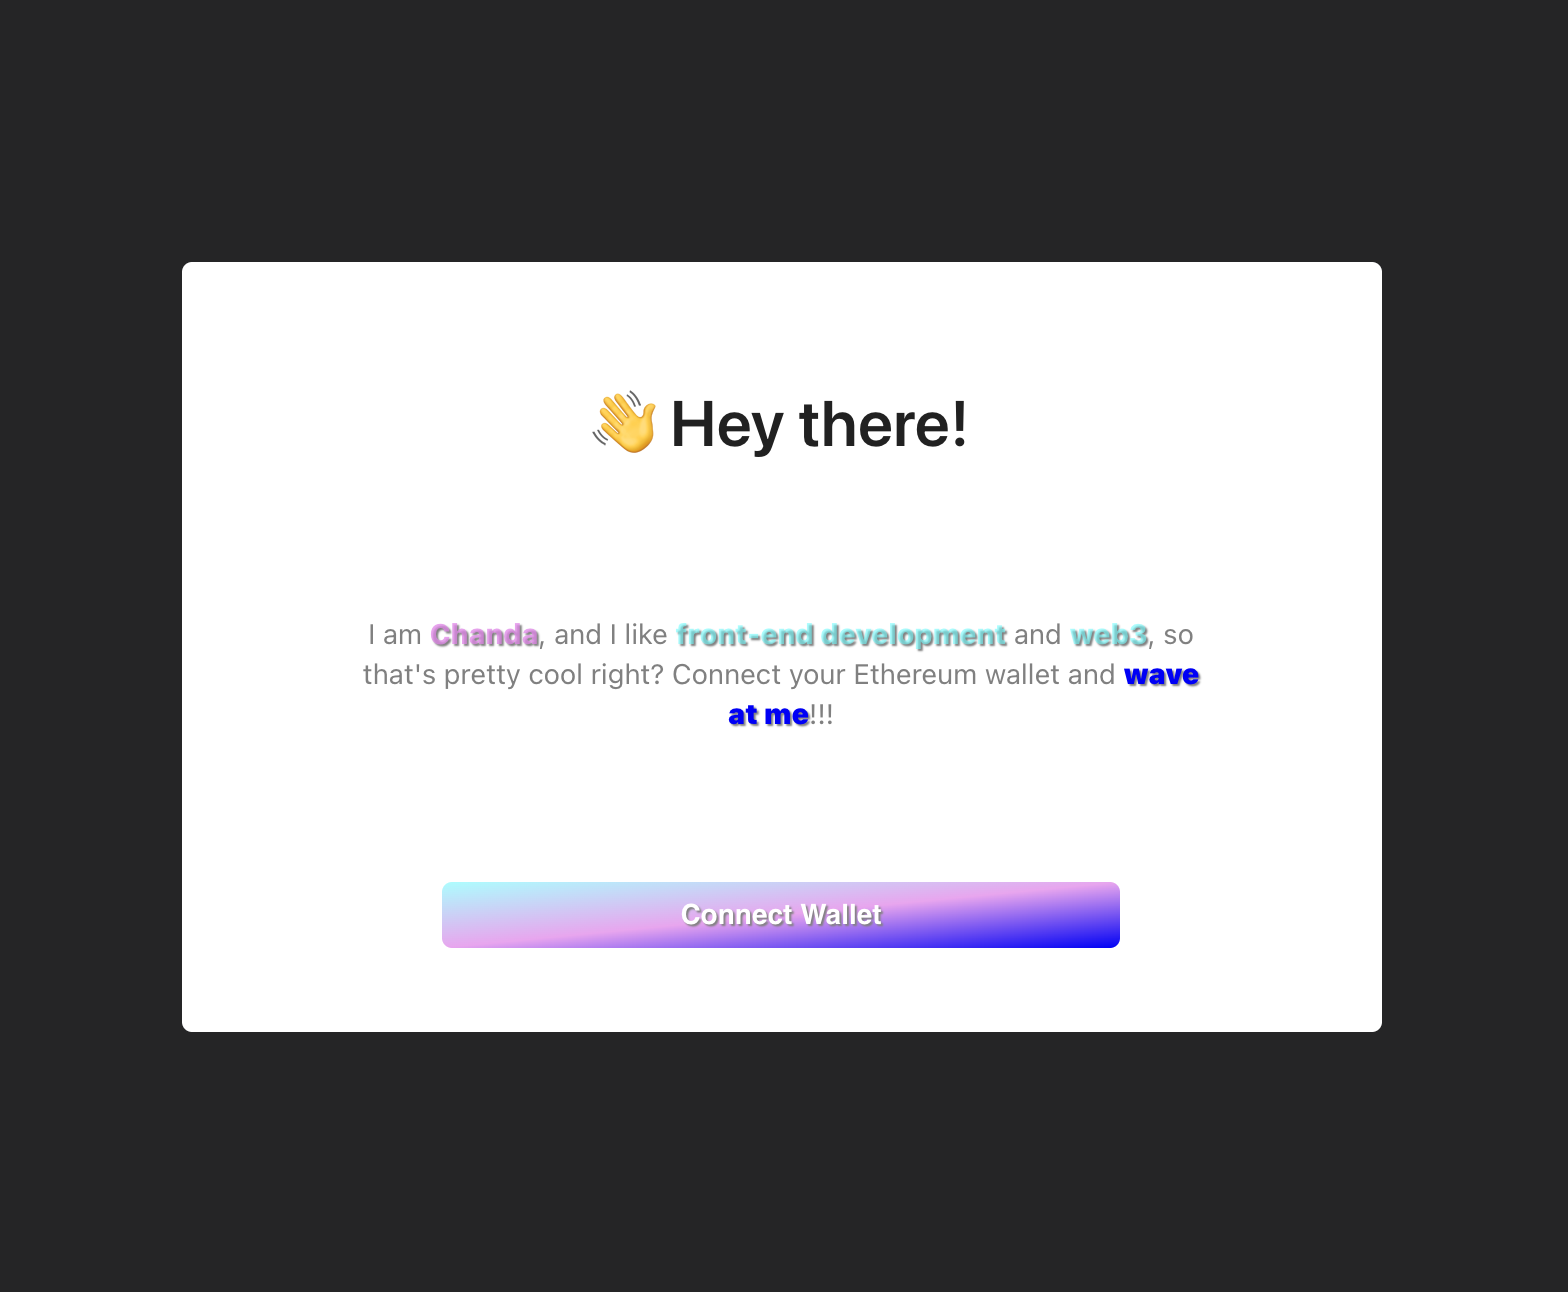 👋 Hey there!
I am Chanda, and I like front-end development and web3, so
that's pretty cool right? Connect your Ethereum wallet and wave
at me!!!
Connect Wallet